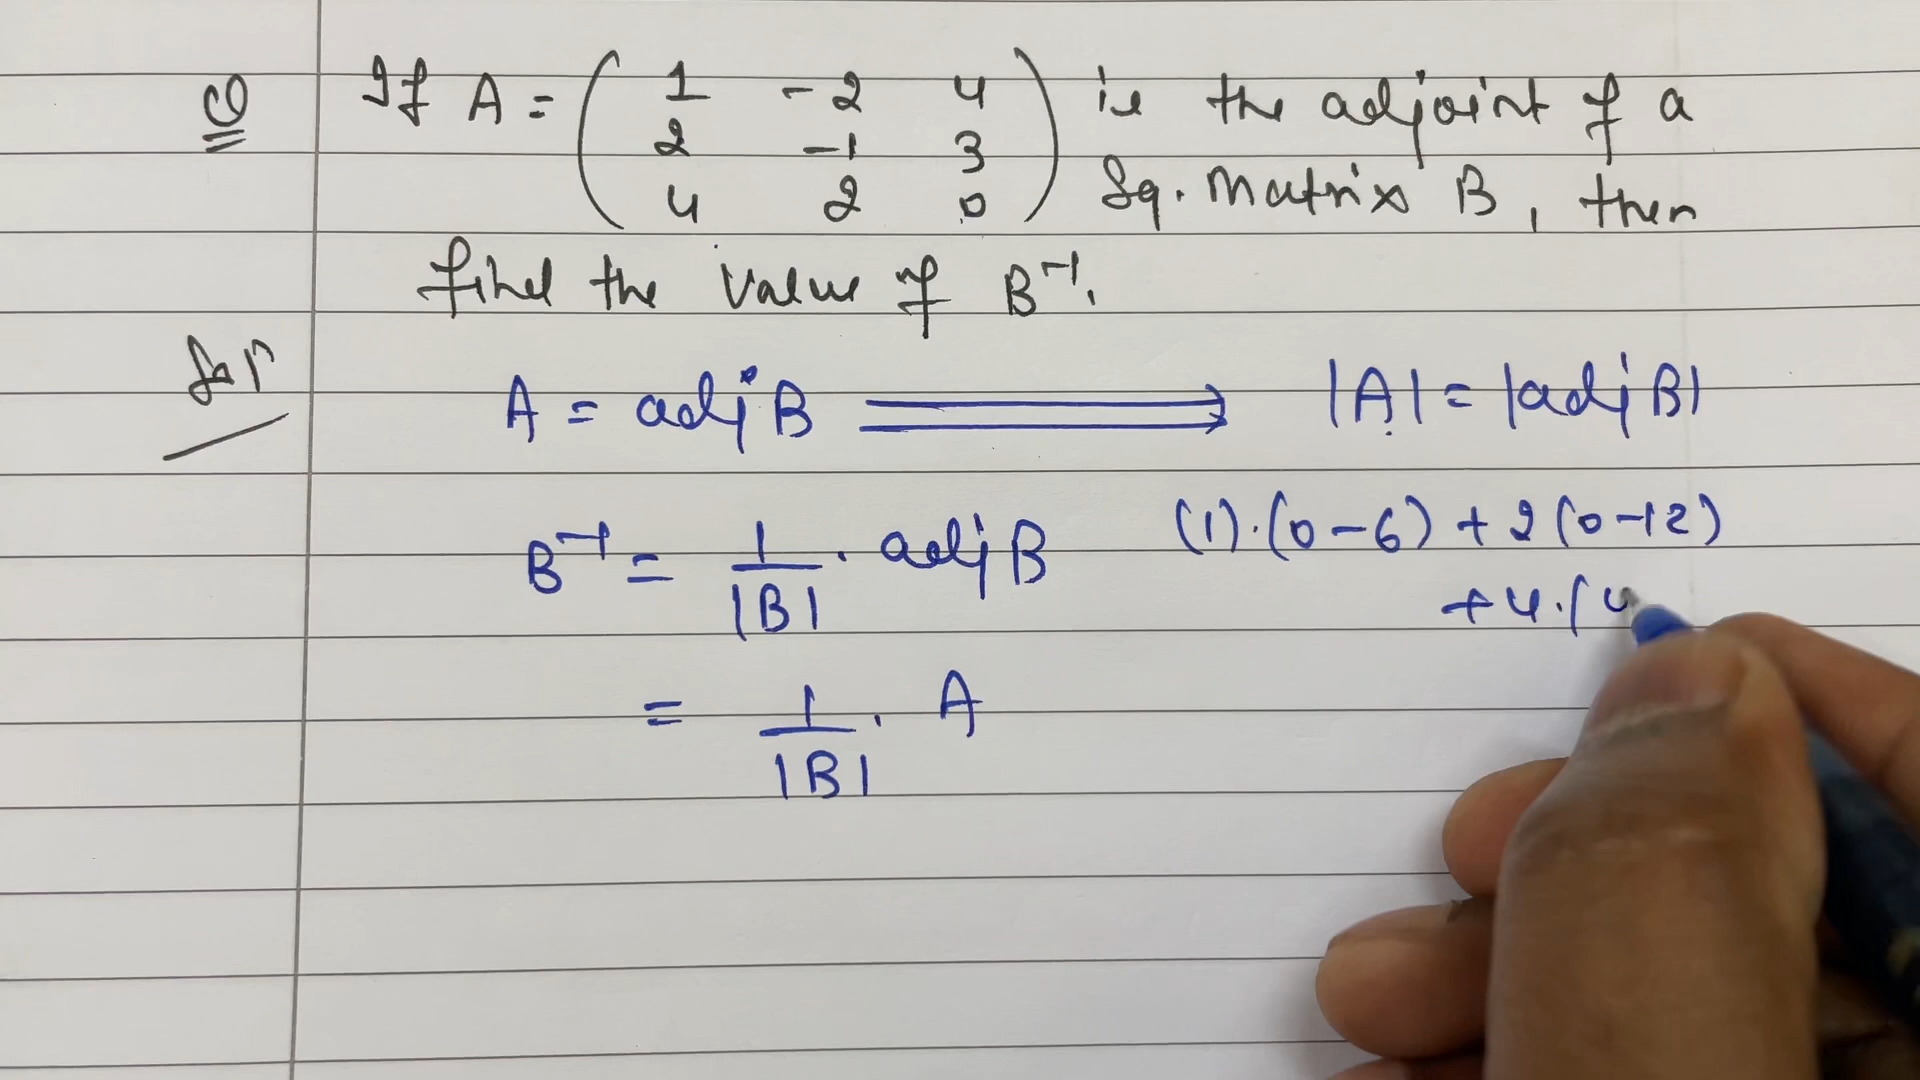 Q If A = ( 1 -2 4 is the adjoint of a
2 -1 3
4 2 0 ) Sq. Matrix B, then
find the value of B⁻¹.
Sol
A = adj B ⟹ |A| = |adj B|
B⁻¹ = 1/|B| . adj B (1).(0-6) + 2(0-12)
+4.(4
= 1/|B| . A